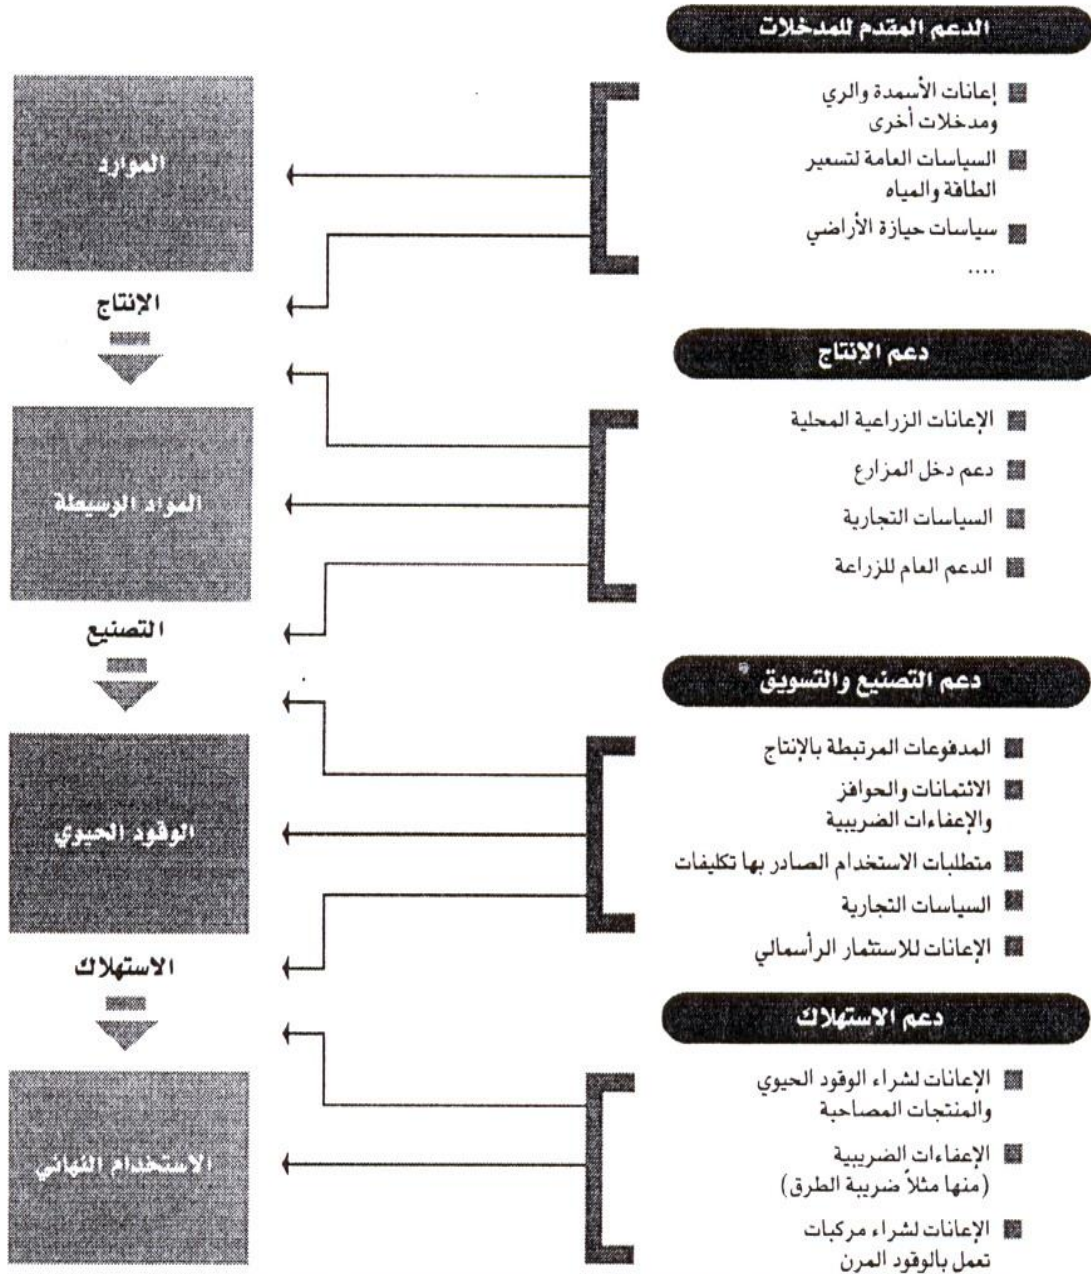 الدعم المقدم للمدخلات
إعانات الأسمدة والري
ومدخلات أخرى
السياسات العامة لتسعير
الطاقة والمياه
سياسات حيازة الأراضي
....
الموارد
الإنتاج
دعم الإنتاج
الإعانات الزراعية المحلية
دعم دخل المزارع
السياسات التجارية
الدعم العام للزراعة
المواد الوسيطة
التصنيع
دعم التصنيع والتسويق
المدفوعات المرتبطة بالإنتاج
الائتمانات والحوافز
والإعفاءات الضريبية
متطلبات الاستخدام الصادر بها تكليفات
السياسات التجارية
الإعانات للاستثمار الرأسمالي
الوقود الحيوي
الاستهلاك
دعم الاستهلاك
الإعانات لشراء الوقود الحيوي
والمنتجات المصاحبة
الإعفاءات الضريبية
(منها مثلاً ضريبة الطرق)
الإعانات لشراء مركبات
تعمل بالوقود المرن
الاستخدام النهائي